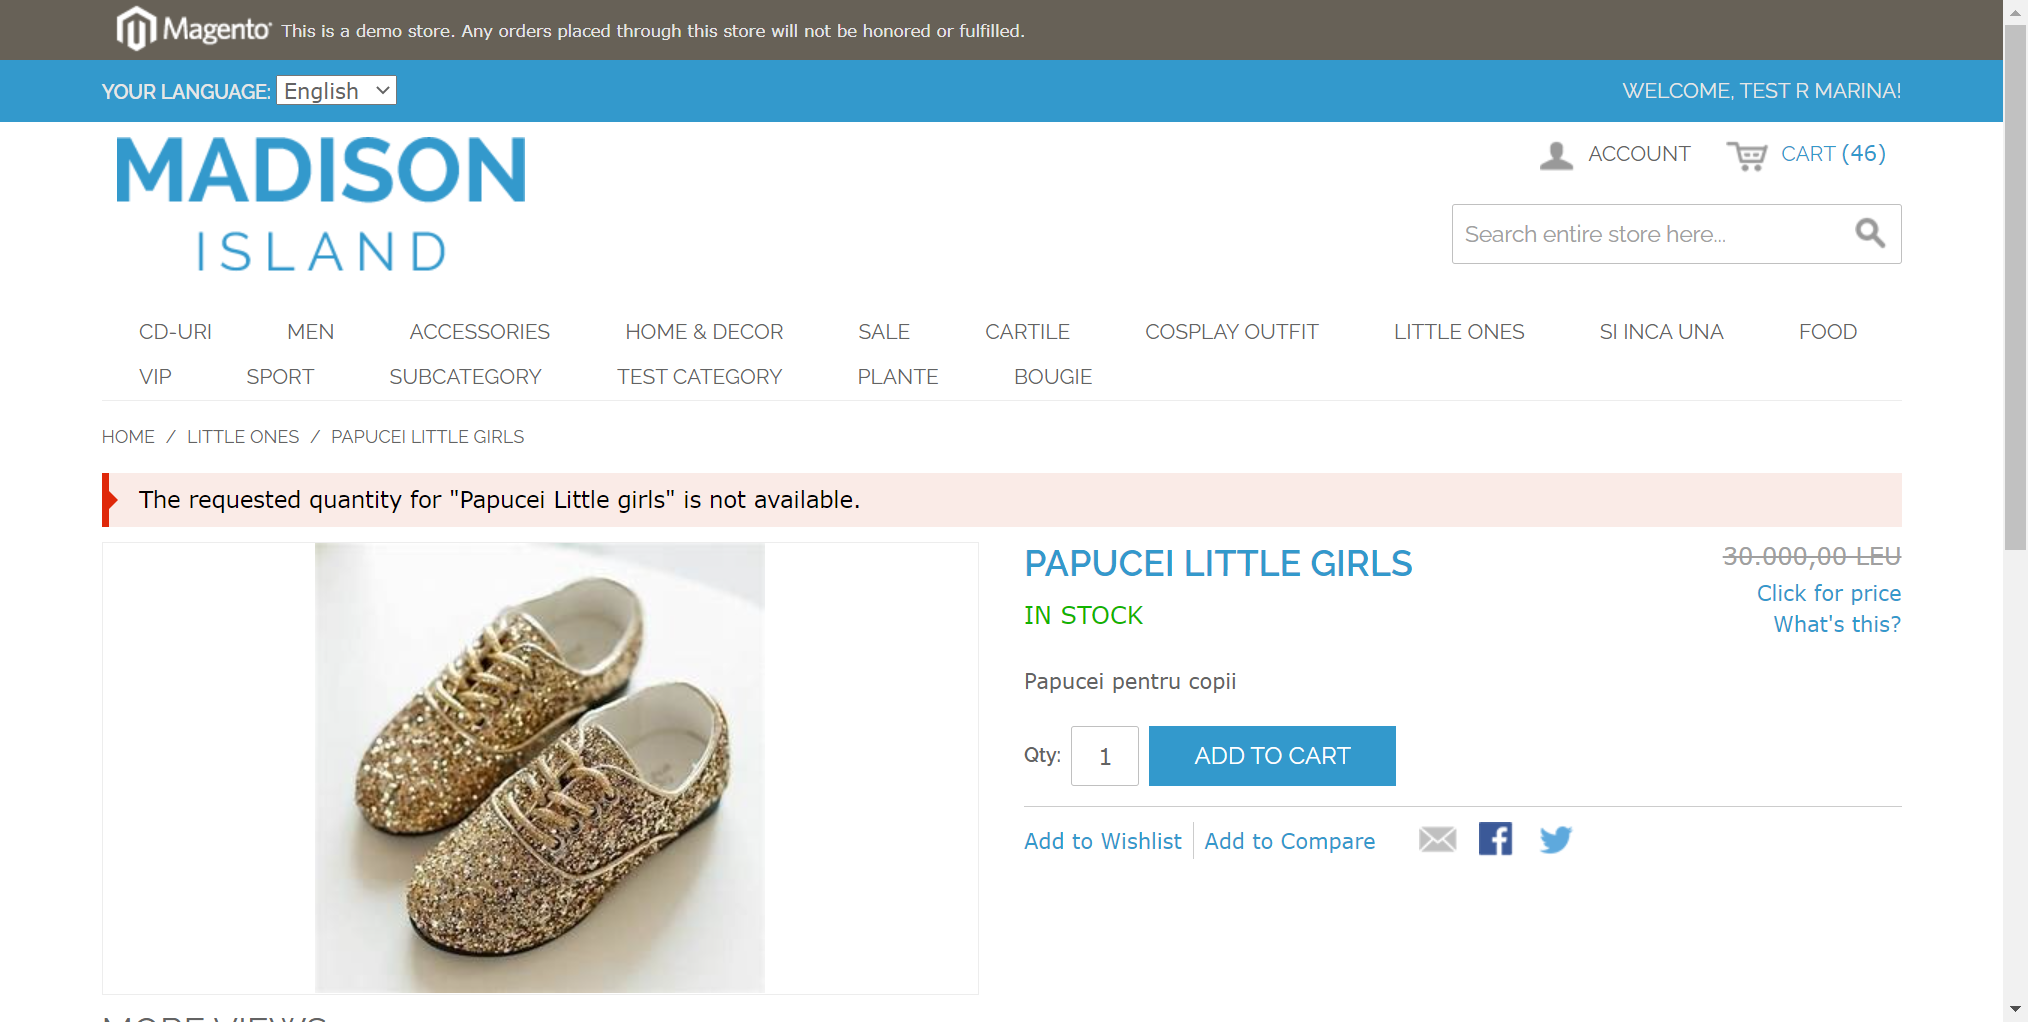 Magento This is a demo store. Any orders placed through this store will not be honored or fulfilled.
YOUR LANGUAGE: English
WELCOME, TEST R MARINA!
MADISON
ISLAND
ACCOUNT
CART (46)
Search entire store here...
CD-URI MEN ACCESSORIES HOME & DECOR SALE CARTILE COSPLAY OUTFIT LITTLE ONES SI INCA UNA FOOD
VIP SPORT SUBCATEGORY TEST CATEGORY PLANTE BOUGIE
HOME / LITTLE ONES / PAPUCEI LITTLE GIRLS
The requested quantity for "Papucei Little girls" is not available.
PAPUCEI LITTLE GIRLS
30.000,00 LEU
Click for price
What's this?
IN STOCK
Papucei pentru copii
Qty: 1 ADD TO CART
Add to Wishlist Add to Compare
MORE VIEWS